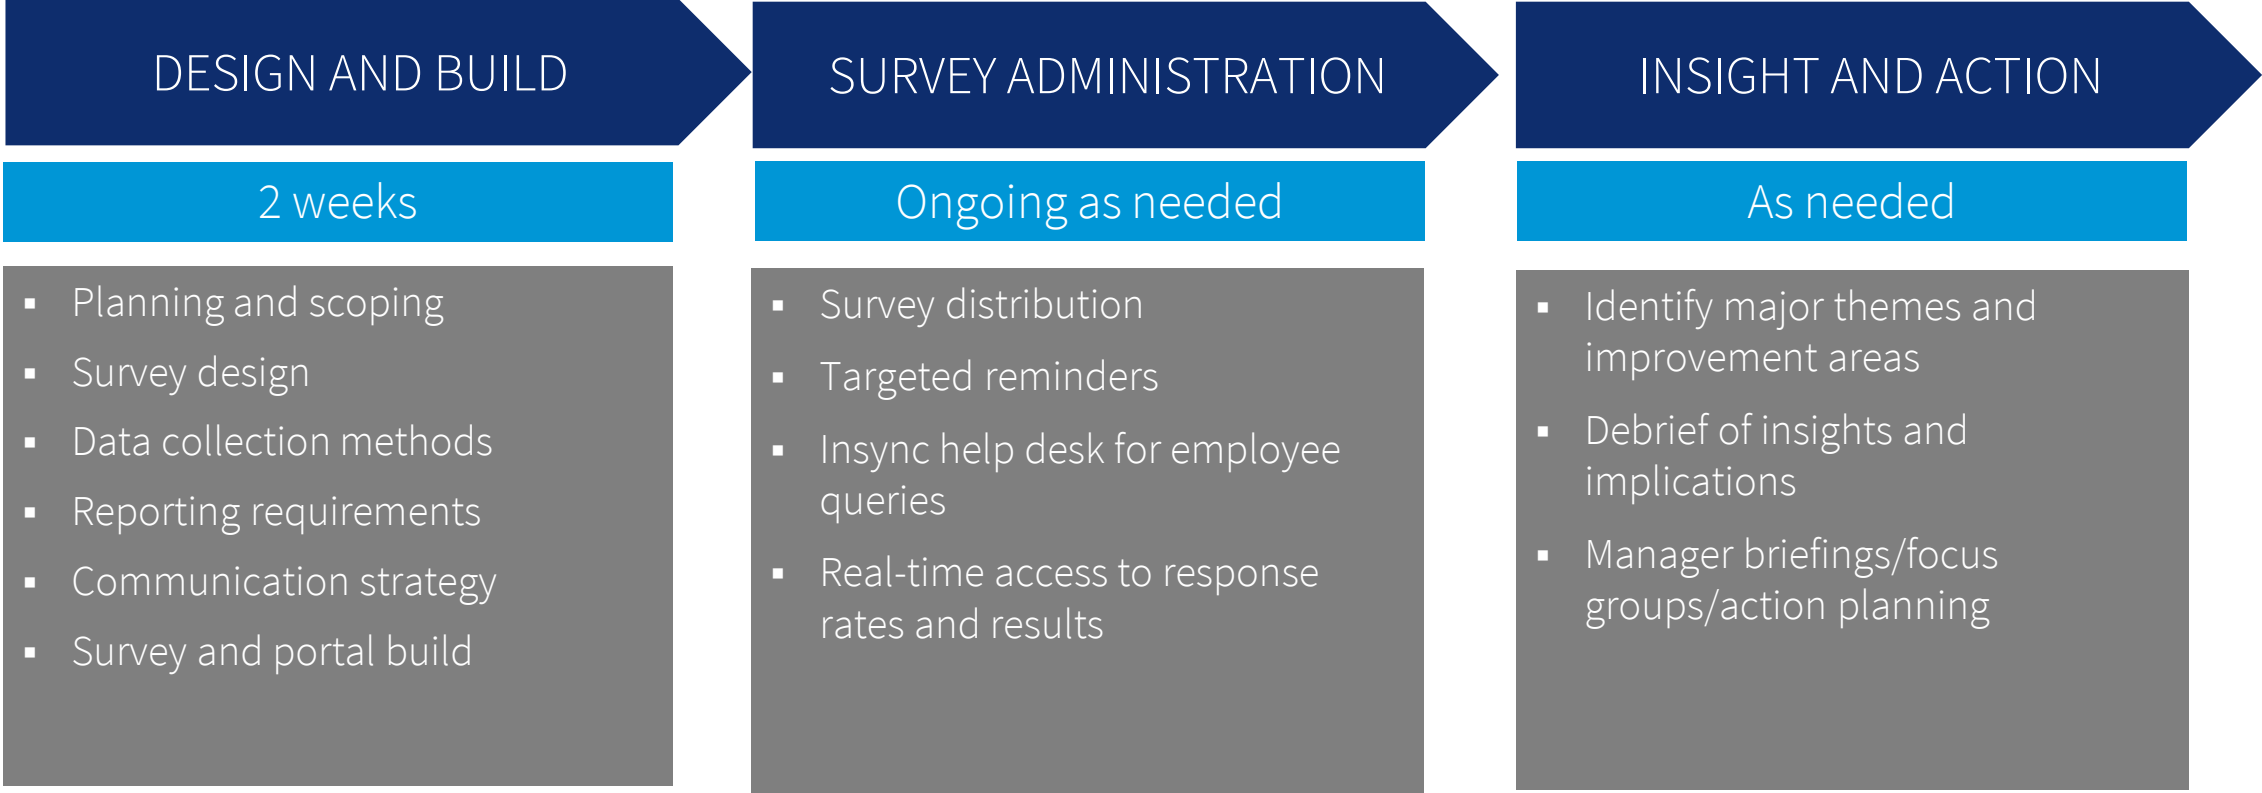 DESIGN AND BUILD
2 weeks
▪ Planning and scoping
▪ Survey design
▪ Data collection methods
▪ Reporting requirements
▪ Communication strategy
▪ Survey and portal build
SURVEY ADMINISTRATION
Ongoing as needed
▪ Survey distribution
▪ Targeted reminders
▪ Insync help desk for employee
queries
▪ Real-time access to response
rates and results
INSIGHT AND ACTION
As needed
▪ Identify major themes and
improvement areas
▪ Debrief of insights and
implications
▪ Manager briefings/focus
groups/action planning